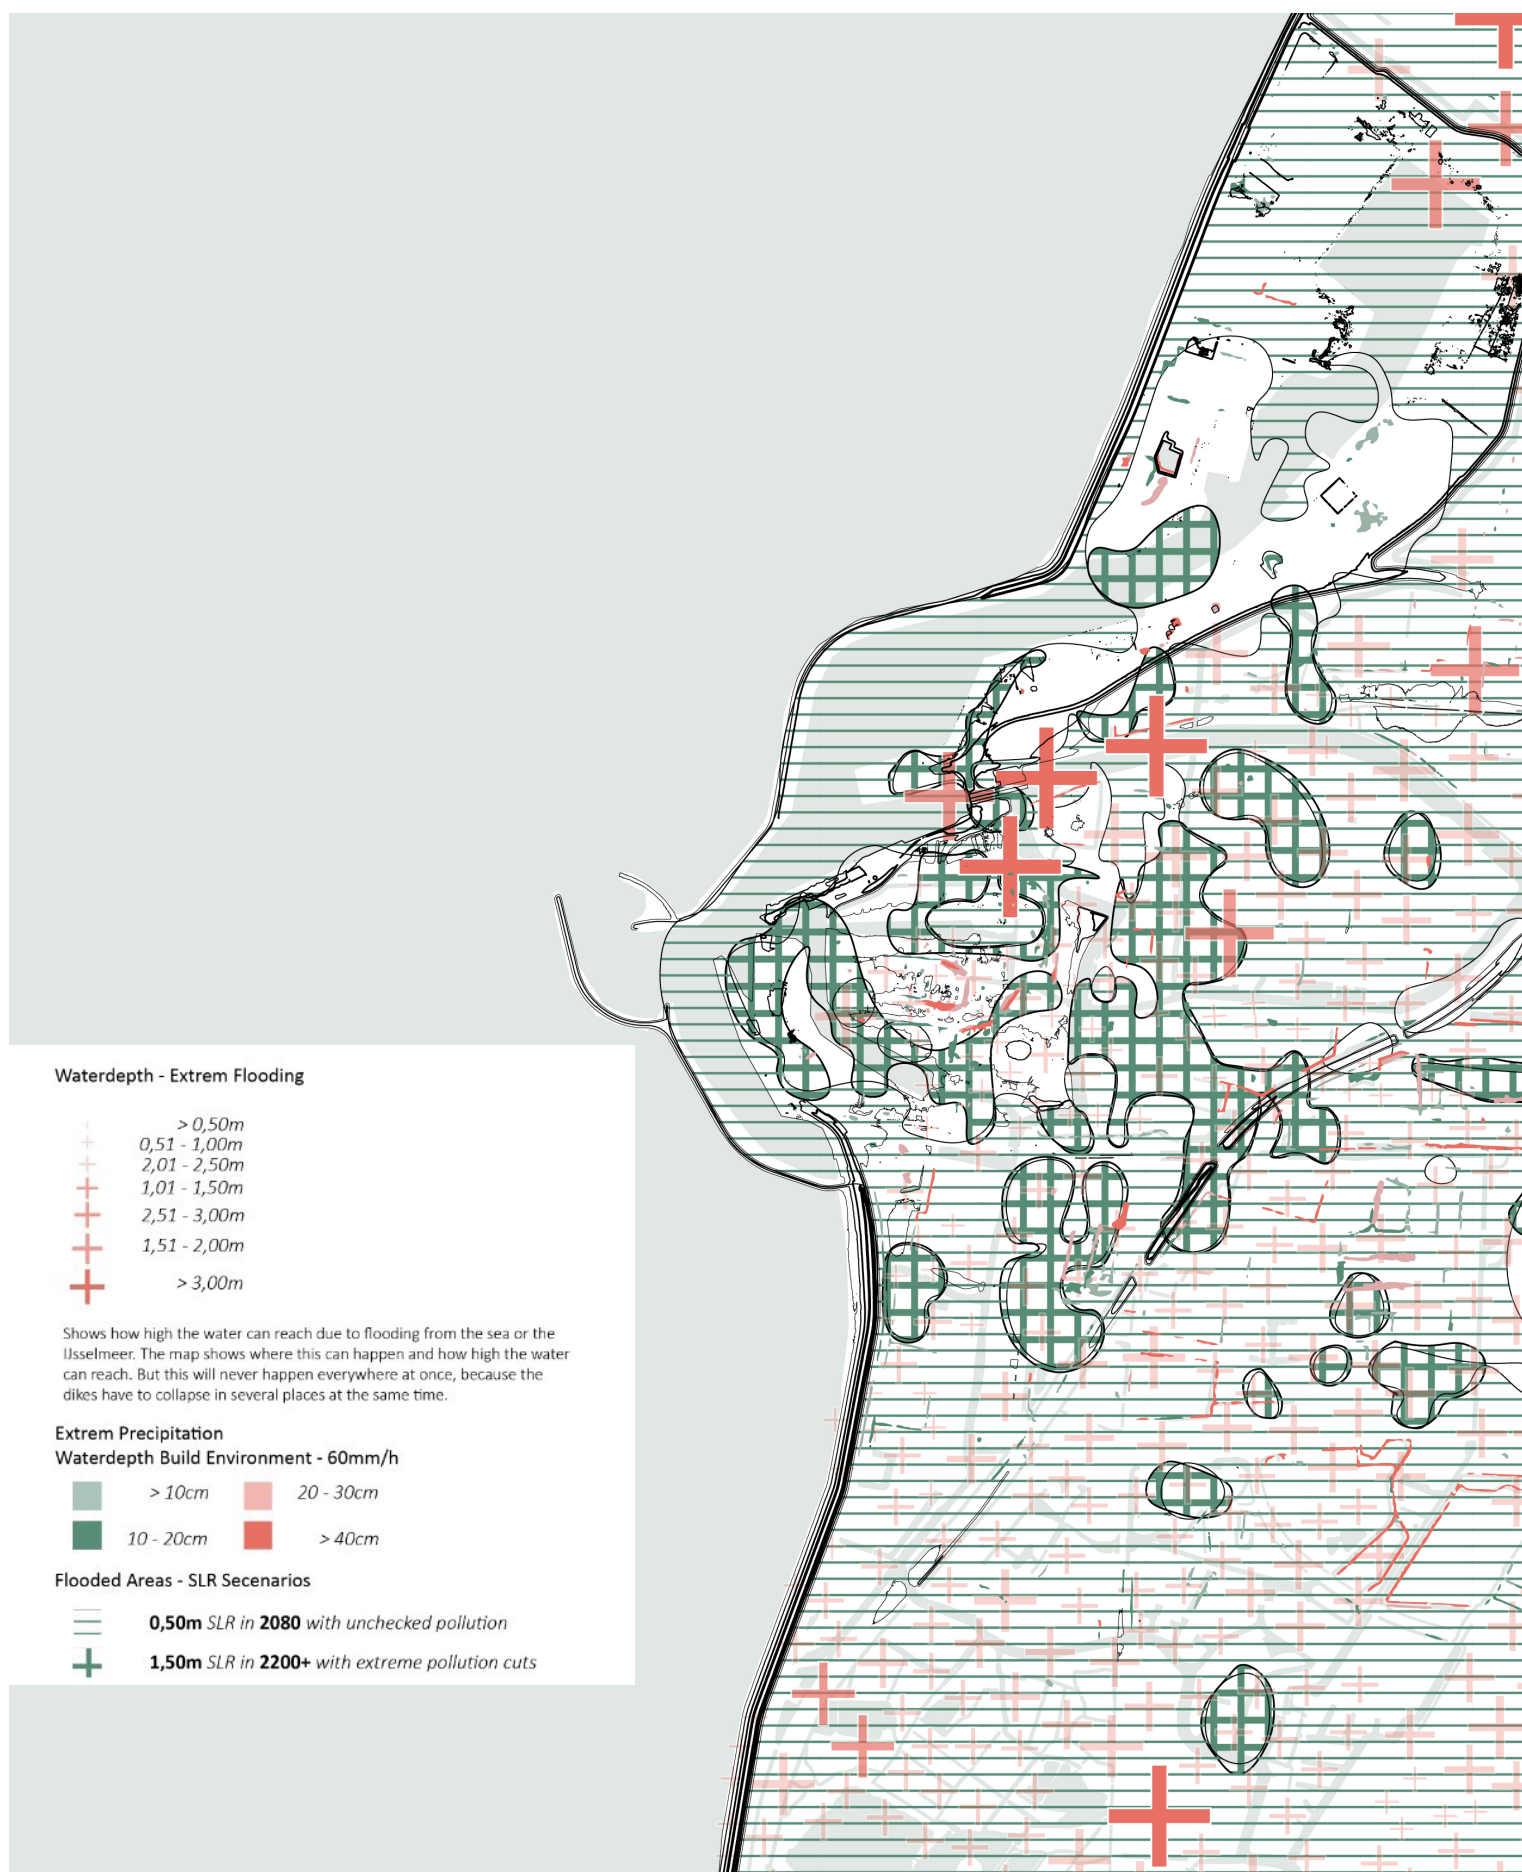 Waterdepth - Extrem Flooding
> 0,50m
0,51 - 1,00m
2,01 - 2,50m
1,01 - 1,50m
2,51 - 3,00m
1,51 - 2,00m
> 3,00m
Shows how high the water can reach due to flooding from the sea or the
IJsselmeer. The map shows where this can happen and how high the water
can reach. But this will never happen everywhere at once, because the
dikes have to collapse in several places at the same time.
Extrem Precipitation
Waterdepth Build Environment - 60mm/h
> 10cm 20 - 30cm
10 - 20cm > 40cm
Flooded Areas - SLR Secenarios
0,50m SLR in 2080 with unchecked pollution
1,50m SLR in 2200+ with extreme pollution cuts